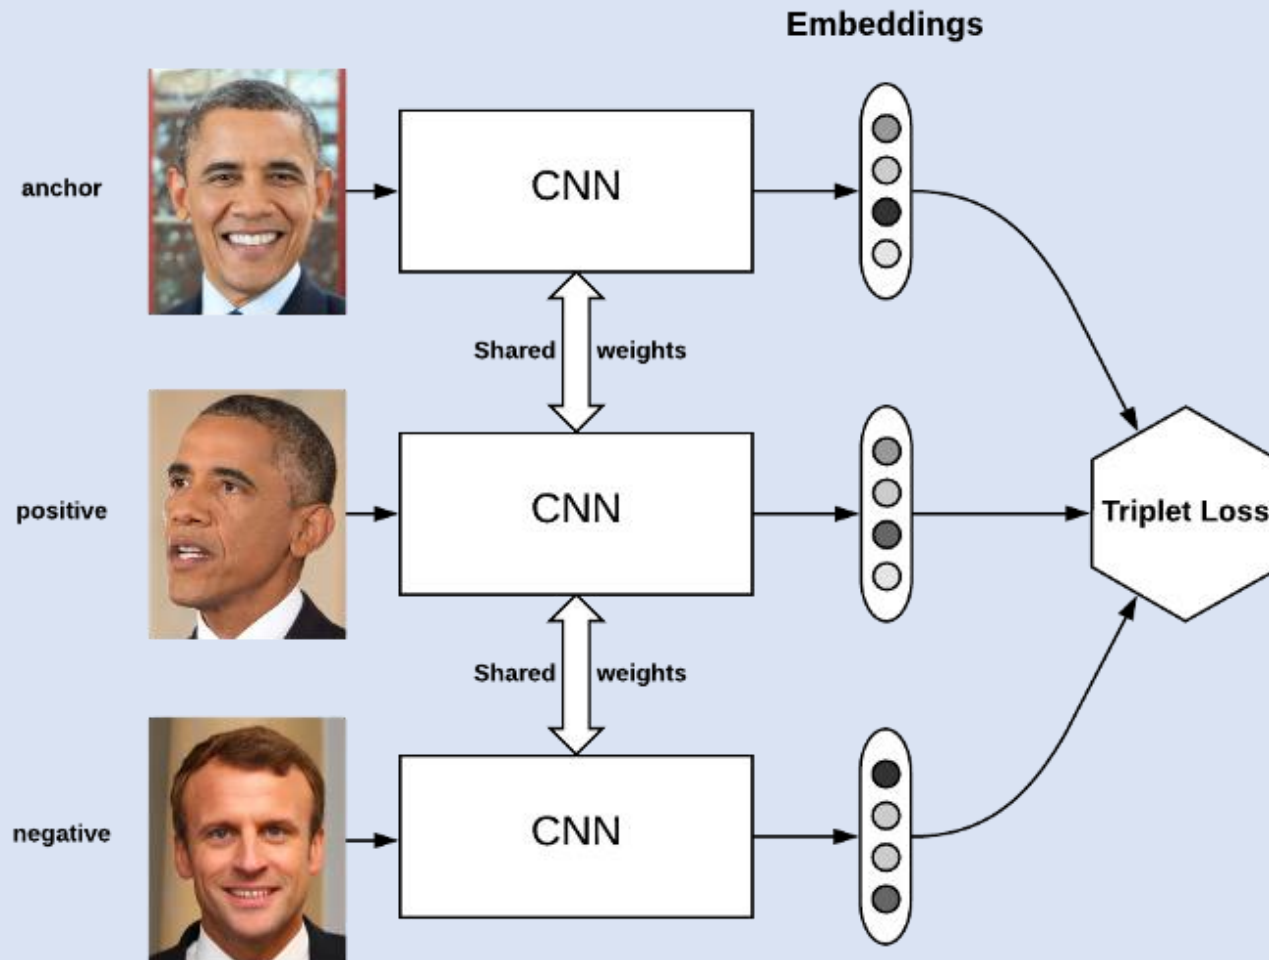 Embeddings
anchor
CNN
Shared weights
positive
CNN
Triplet Loss
Shared weights
negative
CNN